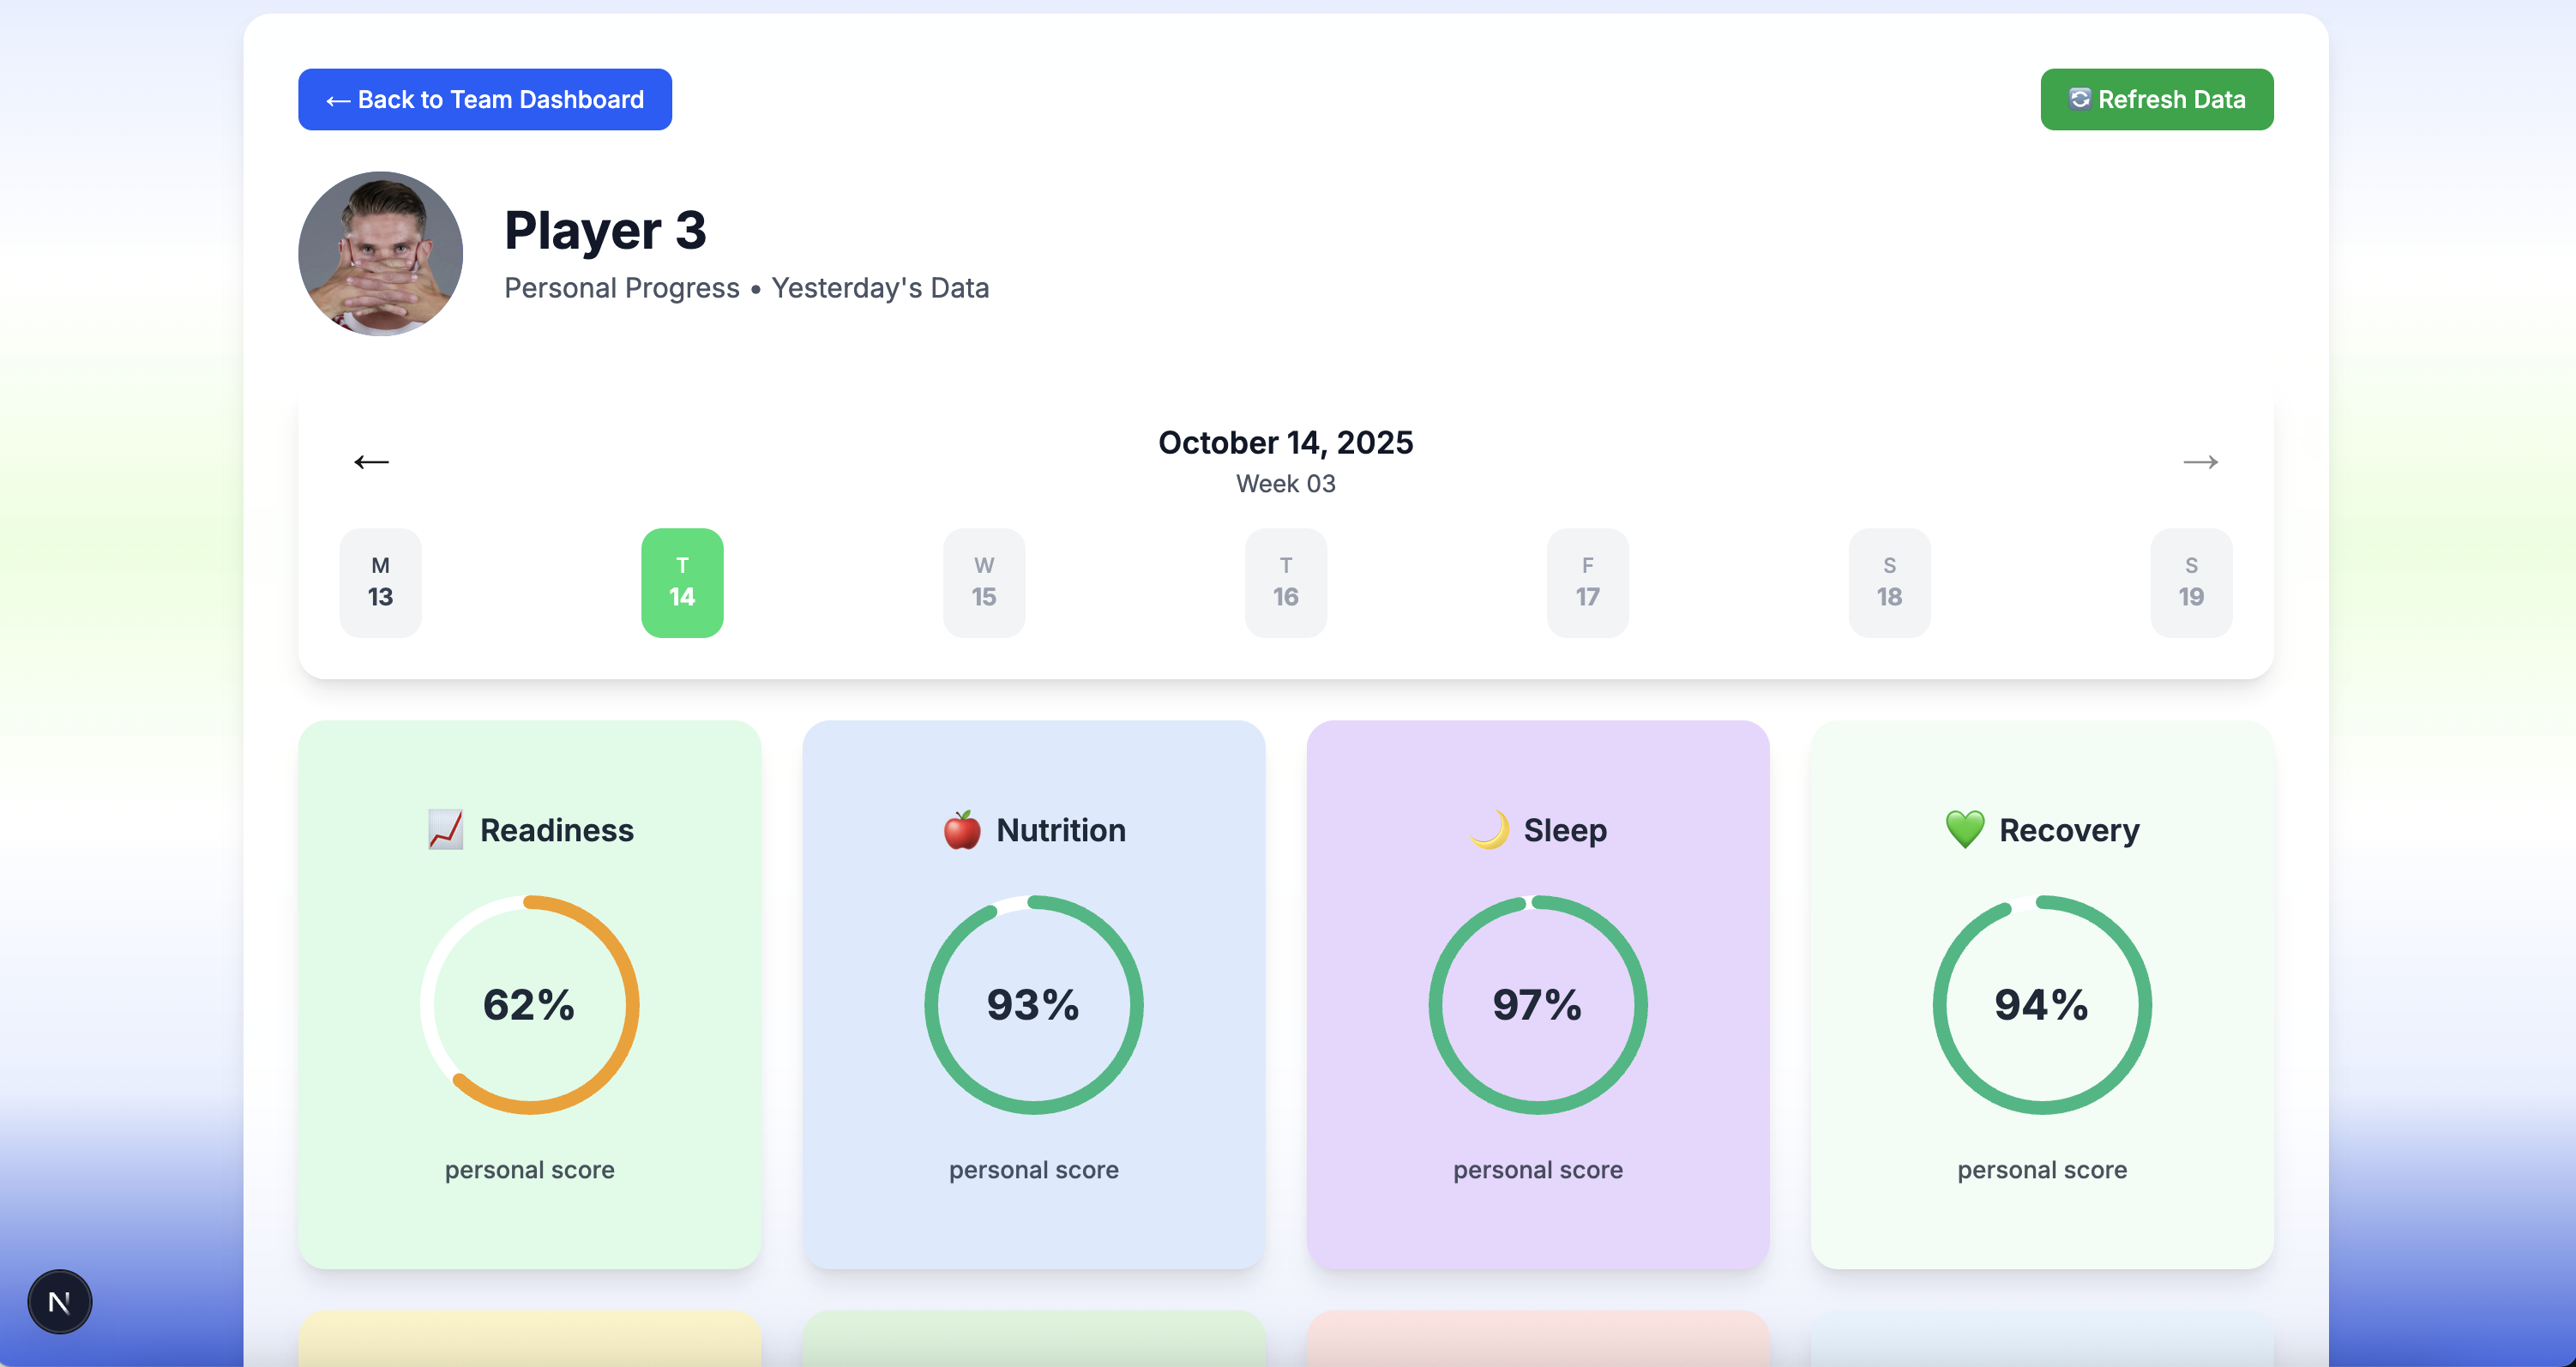 ← Back to Team Dashboard
Refresh Data
Player 3
Personal Progress • Yesterday's Data
←
October 14, 2025
→
Week 03
M T W T F S S
13 14 15 16 17 18 19
Readiness Nutrition Sleep Recovery
62% 93% 97% 94%
personal score personal score personal score personal score
N